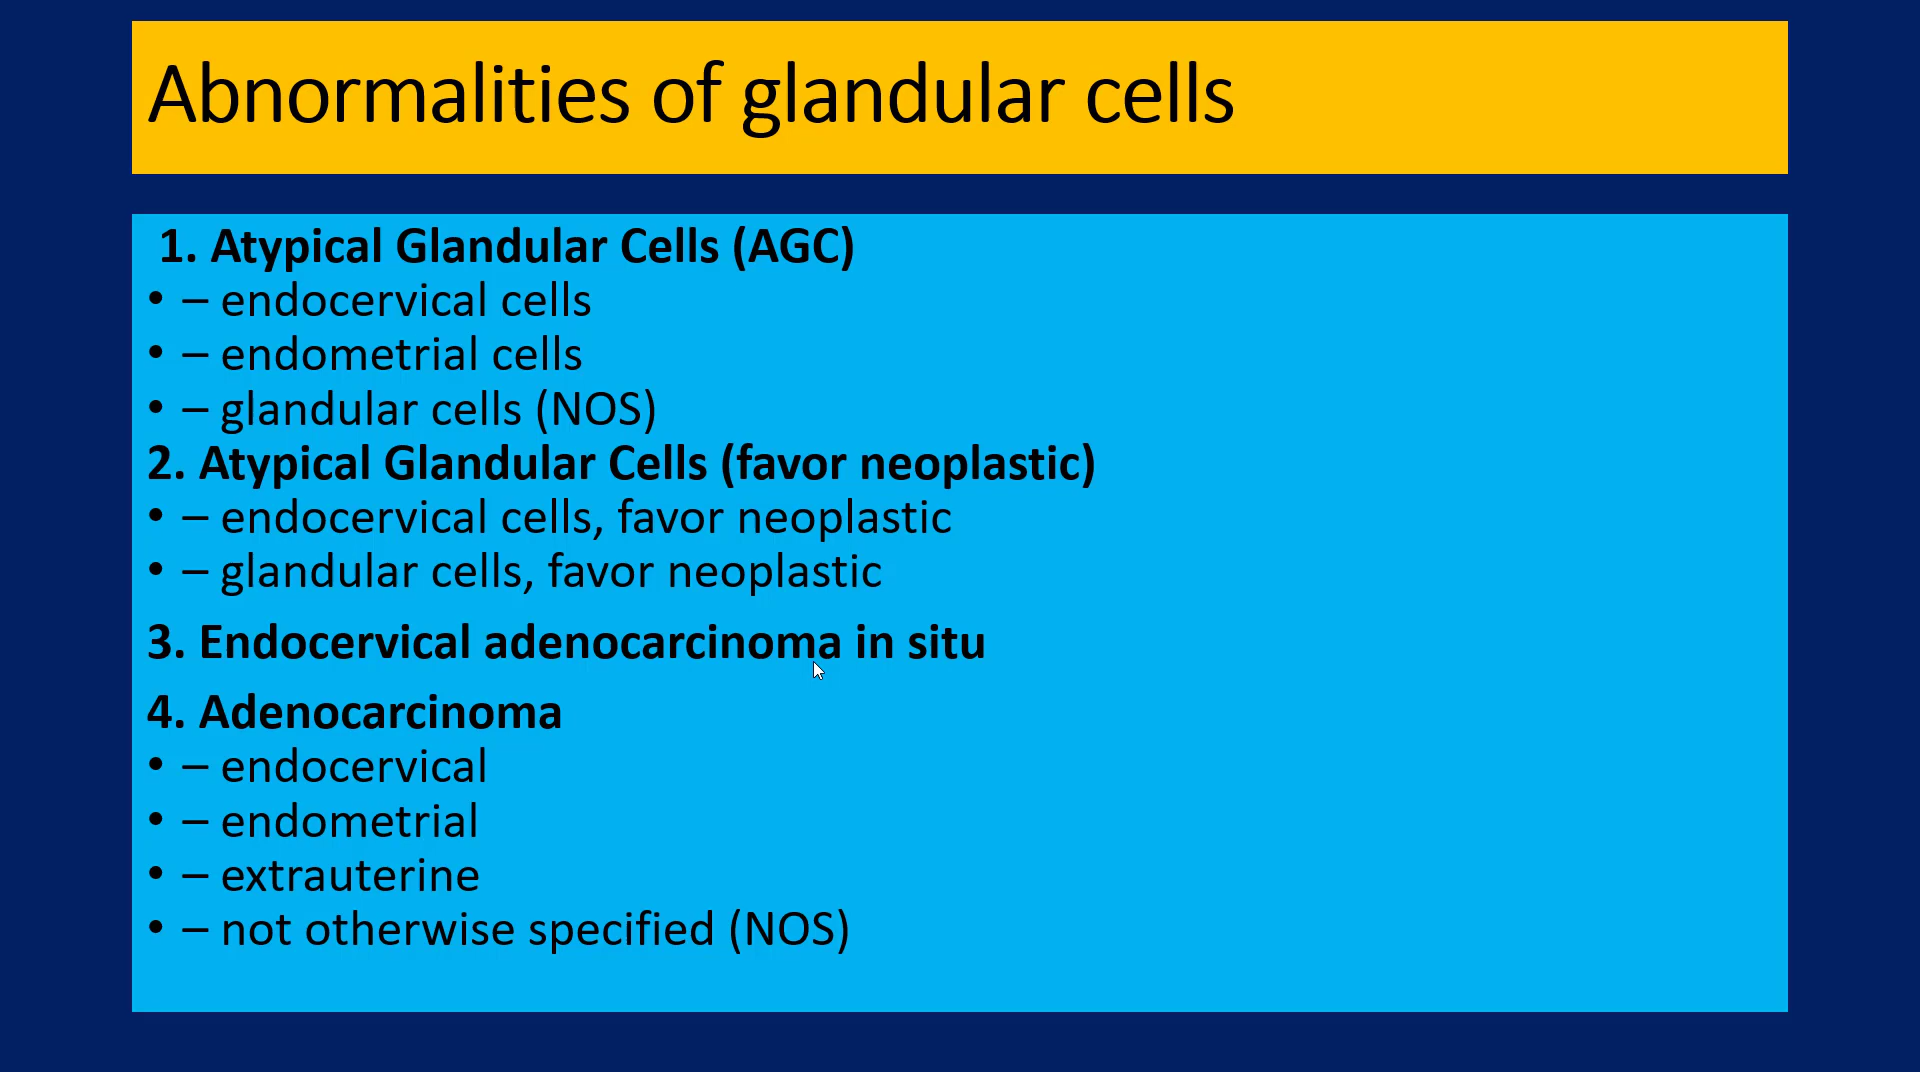 Abnormalities of glandular cells
1. Atypical Glandular Cells (AGC)
• – endocervical cells
• – endometrial cells
• – glandular cells (NOS)
2. Atypical Glandular Cells (favor neoplastic)
• – endocervical cells, favor neoplastic
• – glandular cells, favor neoplastic
3. Endocervical adenocarcinoma in situ
4. Adenocarcinoma
• – endocervical
• – endometrial
• – extrauterine
• – not otherwise specified (NOS)